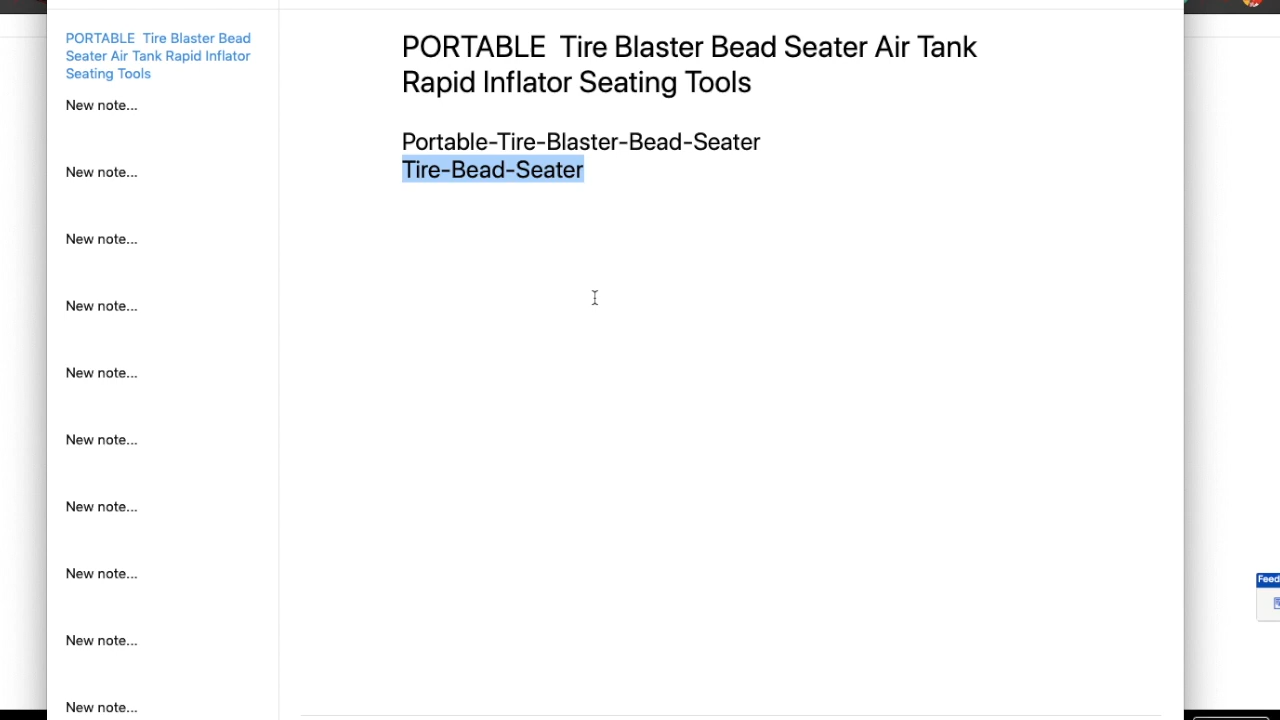 PORTABLE  Tire Blaster Bead
Seater Air Tank Rapid Inflator
Seating Tools
New note...
New note...
New note...
New note...
New note...
New note...
New note...
New note...
New note...
New note...
PORTABLE  Tire Blaster Bead Seater Air Tank
Rapid Inflator Seating Tools
Portable-Tire-Blaster-Bead-Seater
Tire-Bead-Seater
Feed